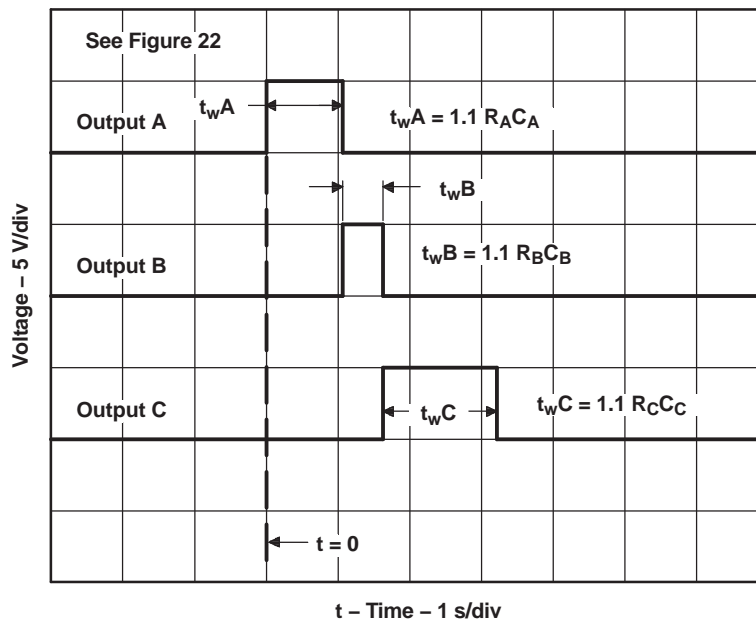 See Figure 22
twA
Output A
twA = 1.1 RACA
twB
Output B
twB = 1.1 RBCB
Voltage – 5 V/div
Output C
twC
twC = 1.1 RCCC
t = 0
t – Time – 1 s/div